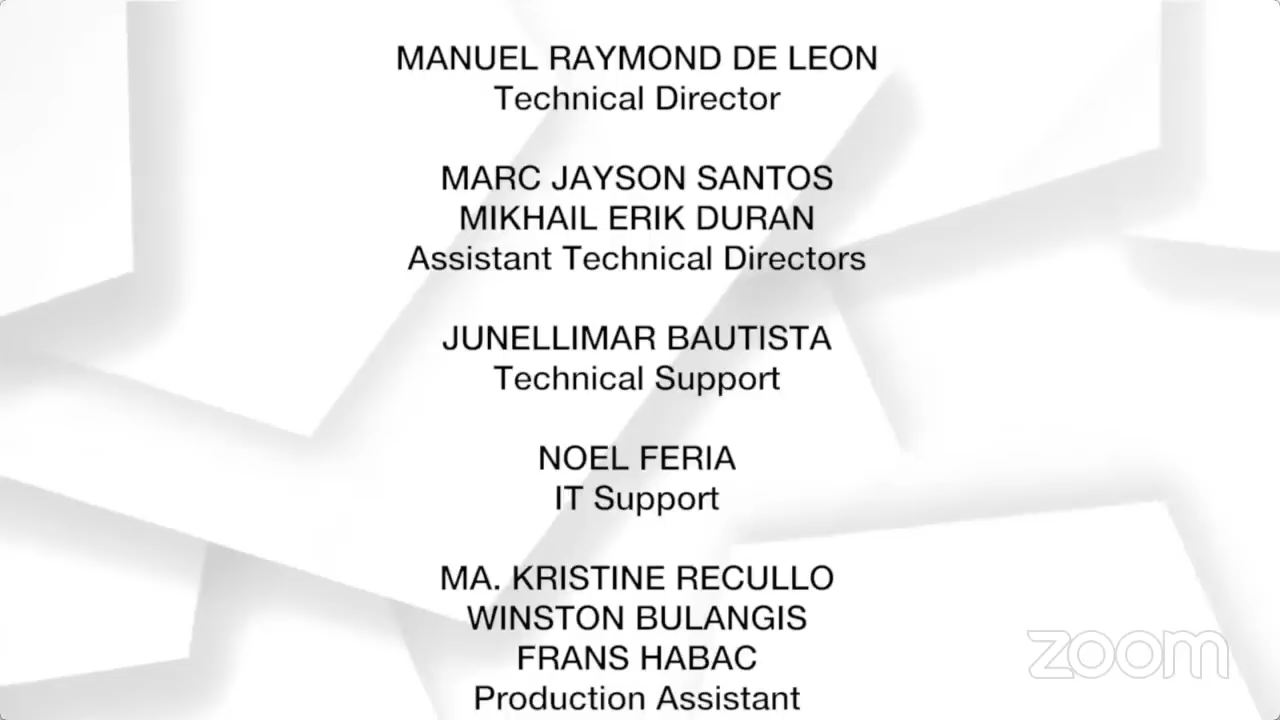 MANUEL RAYMOND DE LEON
Technical Director
MARC JAYSON SANTOS
MIKHAIL ERIK DURAN
Assistant Technical Directors
JUNELLIMAR BAUTISTA
Technical Support
NOEL FERIA
IT Support
MA. KRISTINE RECULLO
WINSTON BULANGIS
FRANS HABAC
Production Assistant
zoom